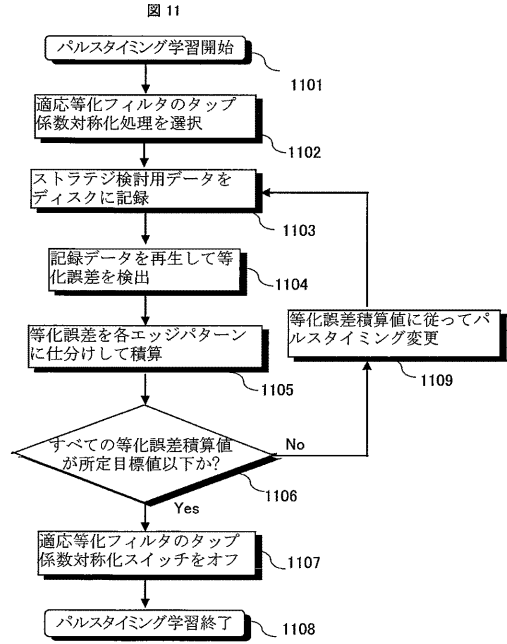 図11
パルスタイミング学習開始
1101
適応等化フィルタのタップ
係数対称化処理を選択
1102
ストラテジ検討用データを
ディスクに記録
1103
記録データを再生して等
化誤差を検出
1104
等化誤差を各エッジパターン
に仕分けして積算
1105
すべての等化誤差積算値
が所定目標値以下か?
1106
No
等化誤差積算値に従ってパ
ルスタイミング変更
1109
Yes
適応等化フィルタのタップ
係数対称化スイッチをオフ
1107
パルスタイミング学習終了
1108